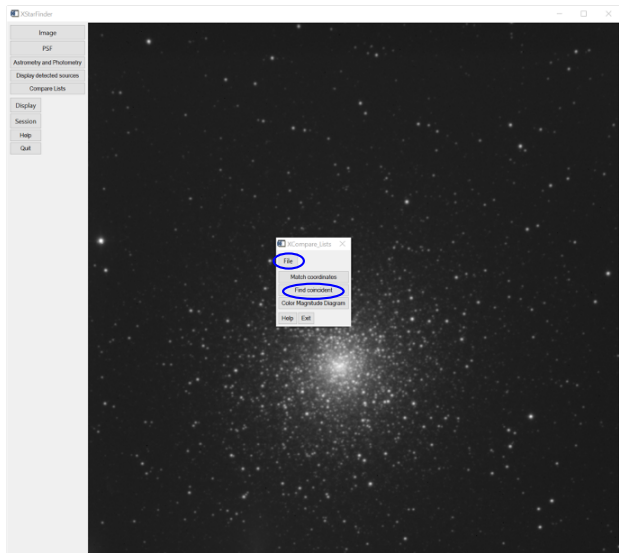 XStarFinder
Image
PSF
Astrometry and Photometry
Display detected sources
Compare Lists
Display
Session
Help
Quit
XCompare_Lists
File
Match coordinates
Find coincident
Color Magnitude Diagram
Help Exit